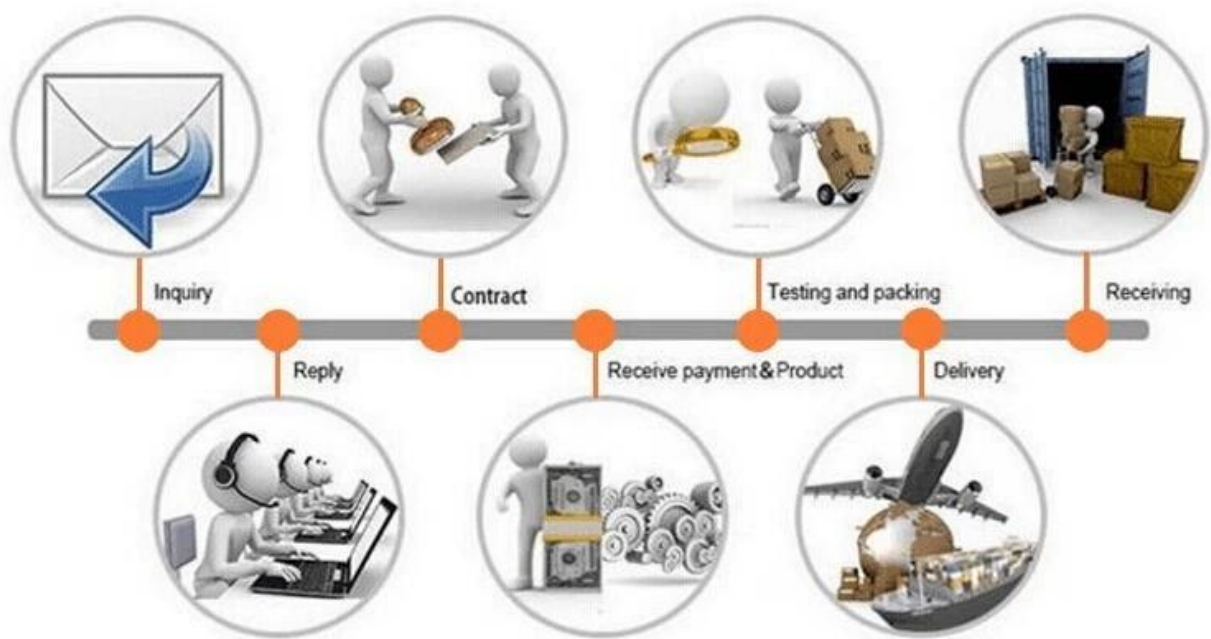 Inquiry
Contract
Testing and packing
Receiving
Reply
Receive payment&Product
Delivery